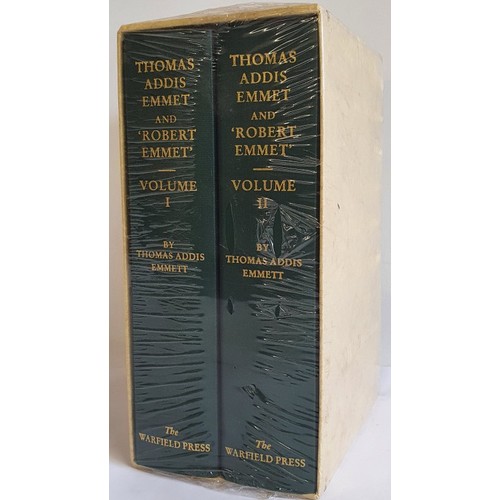 THOMAS
ADDIS
EMMET
AND
'ROBERT
EMMET'
VOLUME
I
BY
THOMAS ADDIS
EMMETT
The
WARFIELD PRESS
THOMAS
ADDIS
EMMET
AND
'ROBERT
EMMET'
VOLUME
II
BY
THOMAS ADDIS
EMMETT
The
WARFIELD PRESS